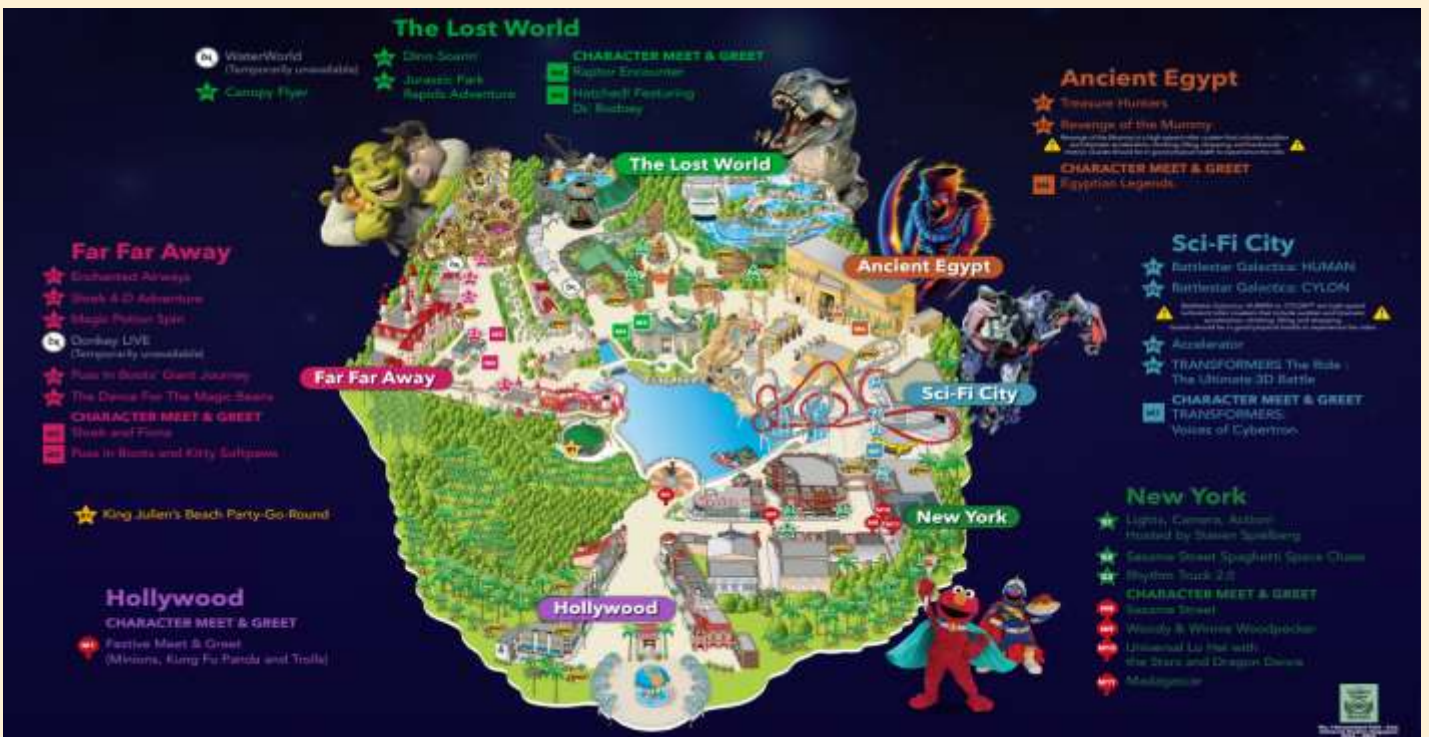 The Lost World
WaterWorld
(Temporarily unavailable)
Canopy Flyer
Dino-Soarin'
Jurassic Park
Rapids Adventure
CHARACTER MEET & GREET
Raptor Encounter
Hatched! Featuring
Dr. Rodney
Ancient Egypt
Treasure Hunters
Revenge of the Mummy
CHARACTER MEET & GREET
Egyptian Legends
Far Far Away
Enchanted Airways
Shrek 4-D Adventure
Magic Potion Spin
Donkey LIVE
(Temporarily unavailable)
Puss In Boots' Giant Journey
The Dance For The Magic Beans
CHARACTER MEET & GREET
Shrek and Fiona
Puss In Boots and Kitty Softpaws
King Julien's Beach Party-Go-Round
Hollywood
CHARACTER MEET & GREET
Festive Meet & Greet
(Minions, Kung Fu Panda and Trolls)
Sci-Fi City
Battlestar Galactica: HUMAN
Battlestar Galactica: CYLON
Accelerator
TRANSFORMERS The Ride :
The Ultimate 3D Battle
CHARACTER MEET & GREET
TRANSFORMERS:
Voices of Cybertron
New York
Lights, Camera, Action!
Hosted by Steven Spielberg
Sesame Street Spaghetti Space Chase
Rhythm Truck 2.0
CHARACTER MEET & GREET
Sesame Street
Woody & Winnie Woodpecker
Universal Lo Hei with
the Stars and Dragon Dance
Madagascar
The Lost World
Ancient Egypt
Far Far Away
Sci-Fi City
New York
Hollywood